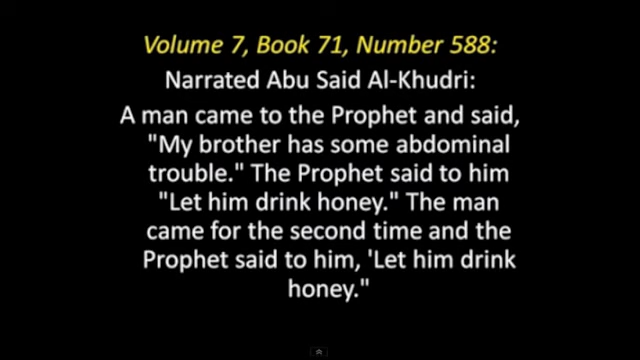 Volume 7, Book 71, Number 588:
Narrated Abu Said Al-Khudri:
A man came to the Prophet and said,
"My brother has some abdominal
trouble." The Prophet said to him
"Let him drink honey." The man
came for the second time and the
Prophet said to him, 'Let him drink
honey."